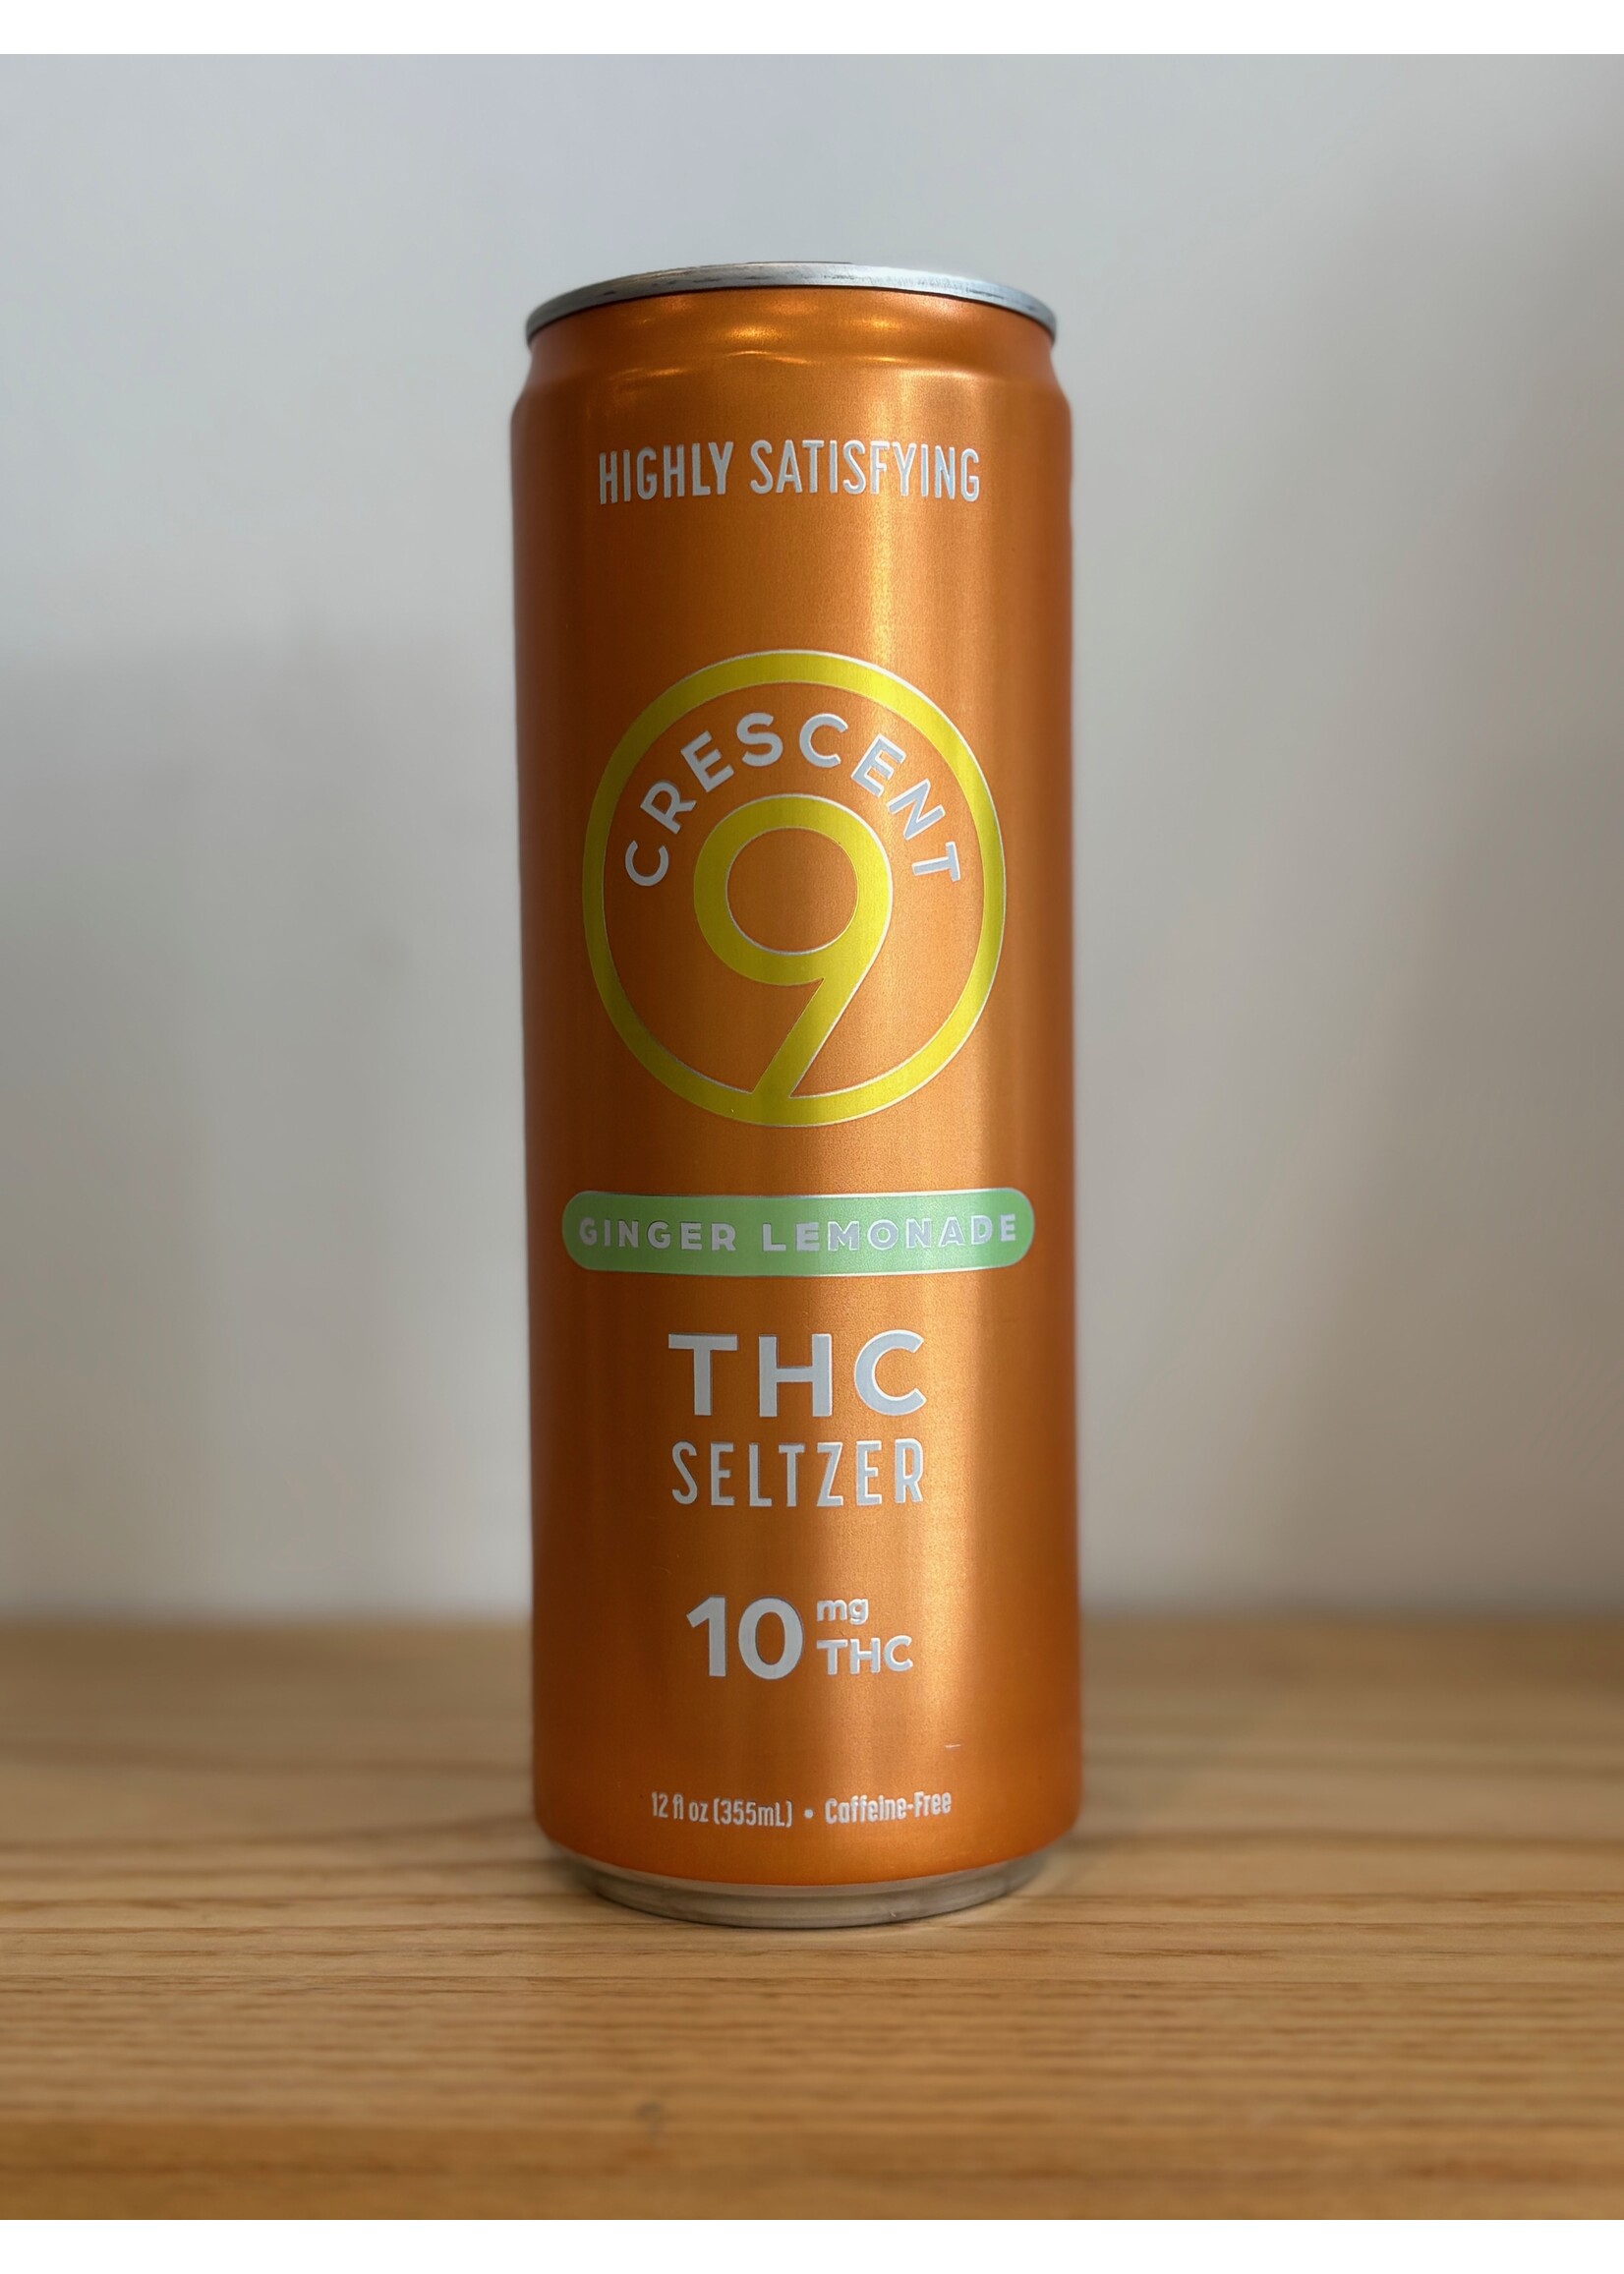 HIGHLY SATISFYING
CRESCENT
9
GINGER LEMONADE
THC
SELTZER
10 mg
THC
12 fl oz (355mL) • Caffeine-Free